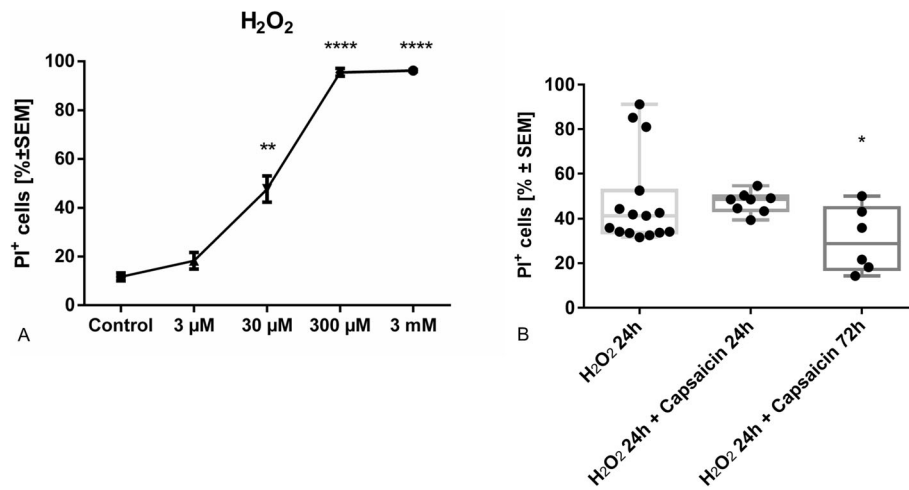 H₂O₂
PI⁺ cells [%±SEM]
100
80
60
40
20
0
**
****
****
Control
3 µM
30 µM
300 µM
3 mM
A
PI⁺ cells [% ± SEM]
100
80
60
40
20
0
*
H₂O₂ 24h
H₂O₂ 24h + Capsaicin 24h
H₂O₂ 24h + Capsaicin 72h
B